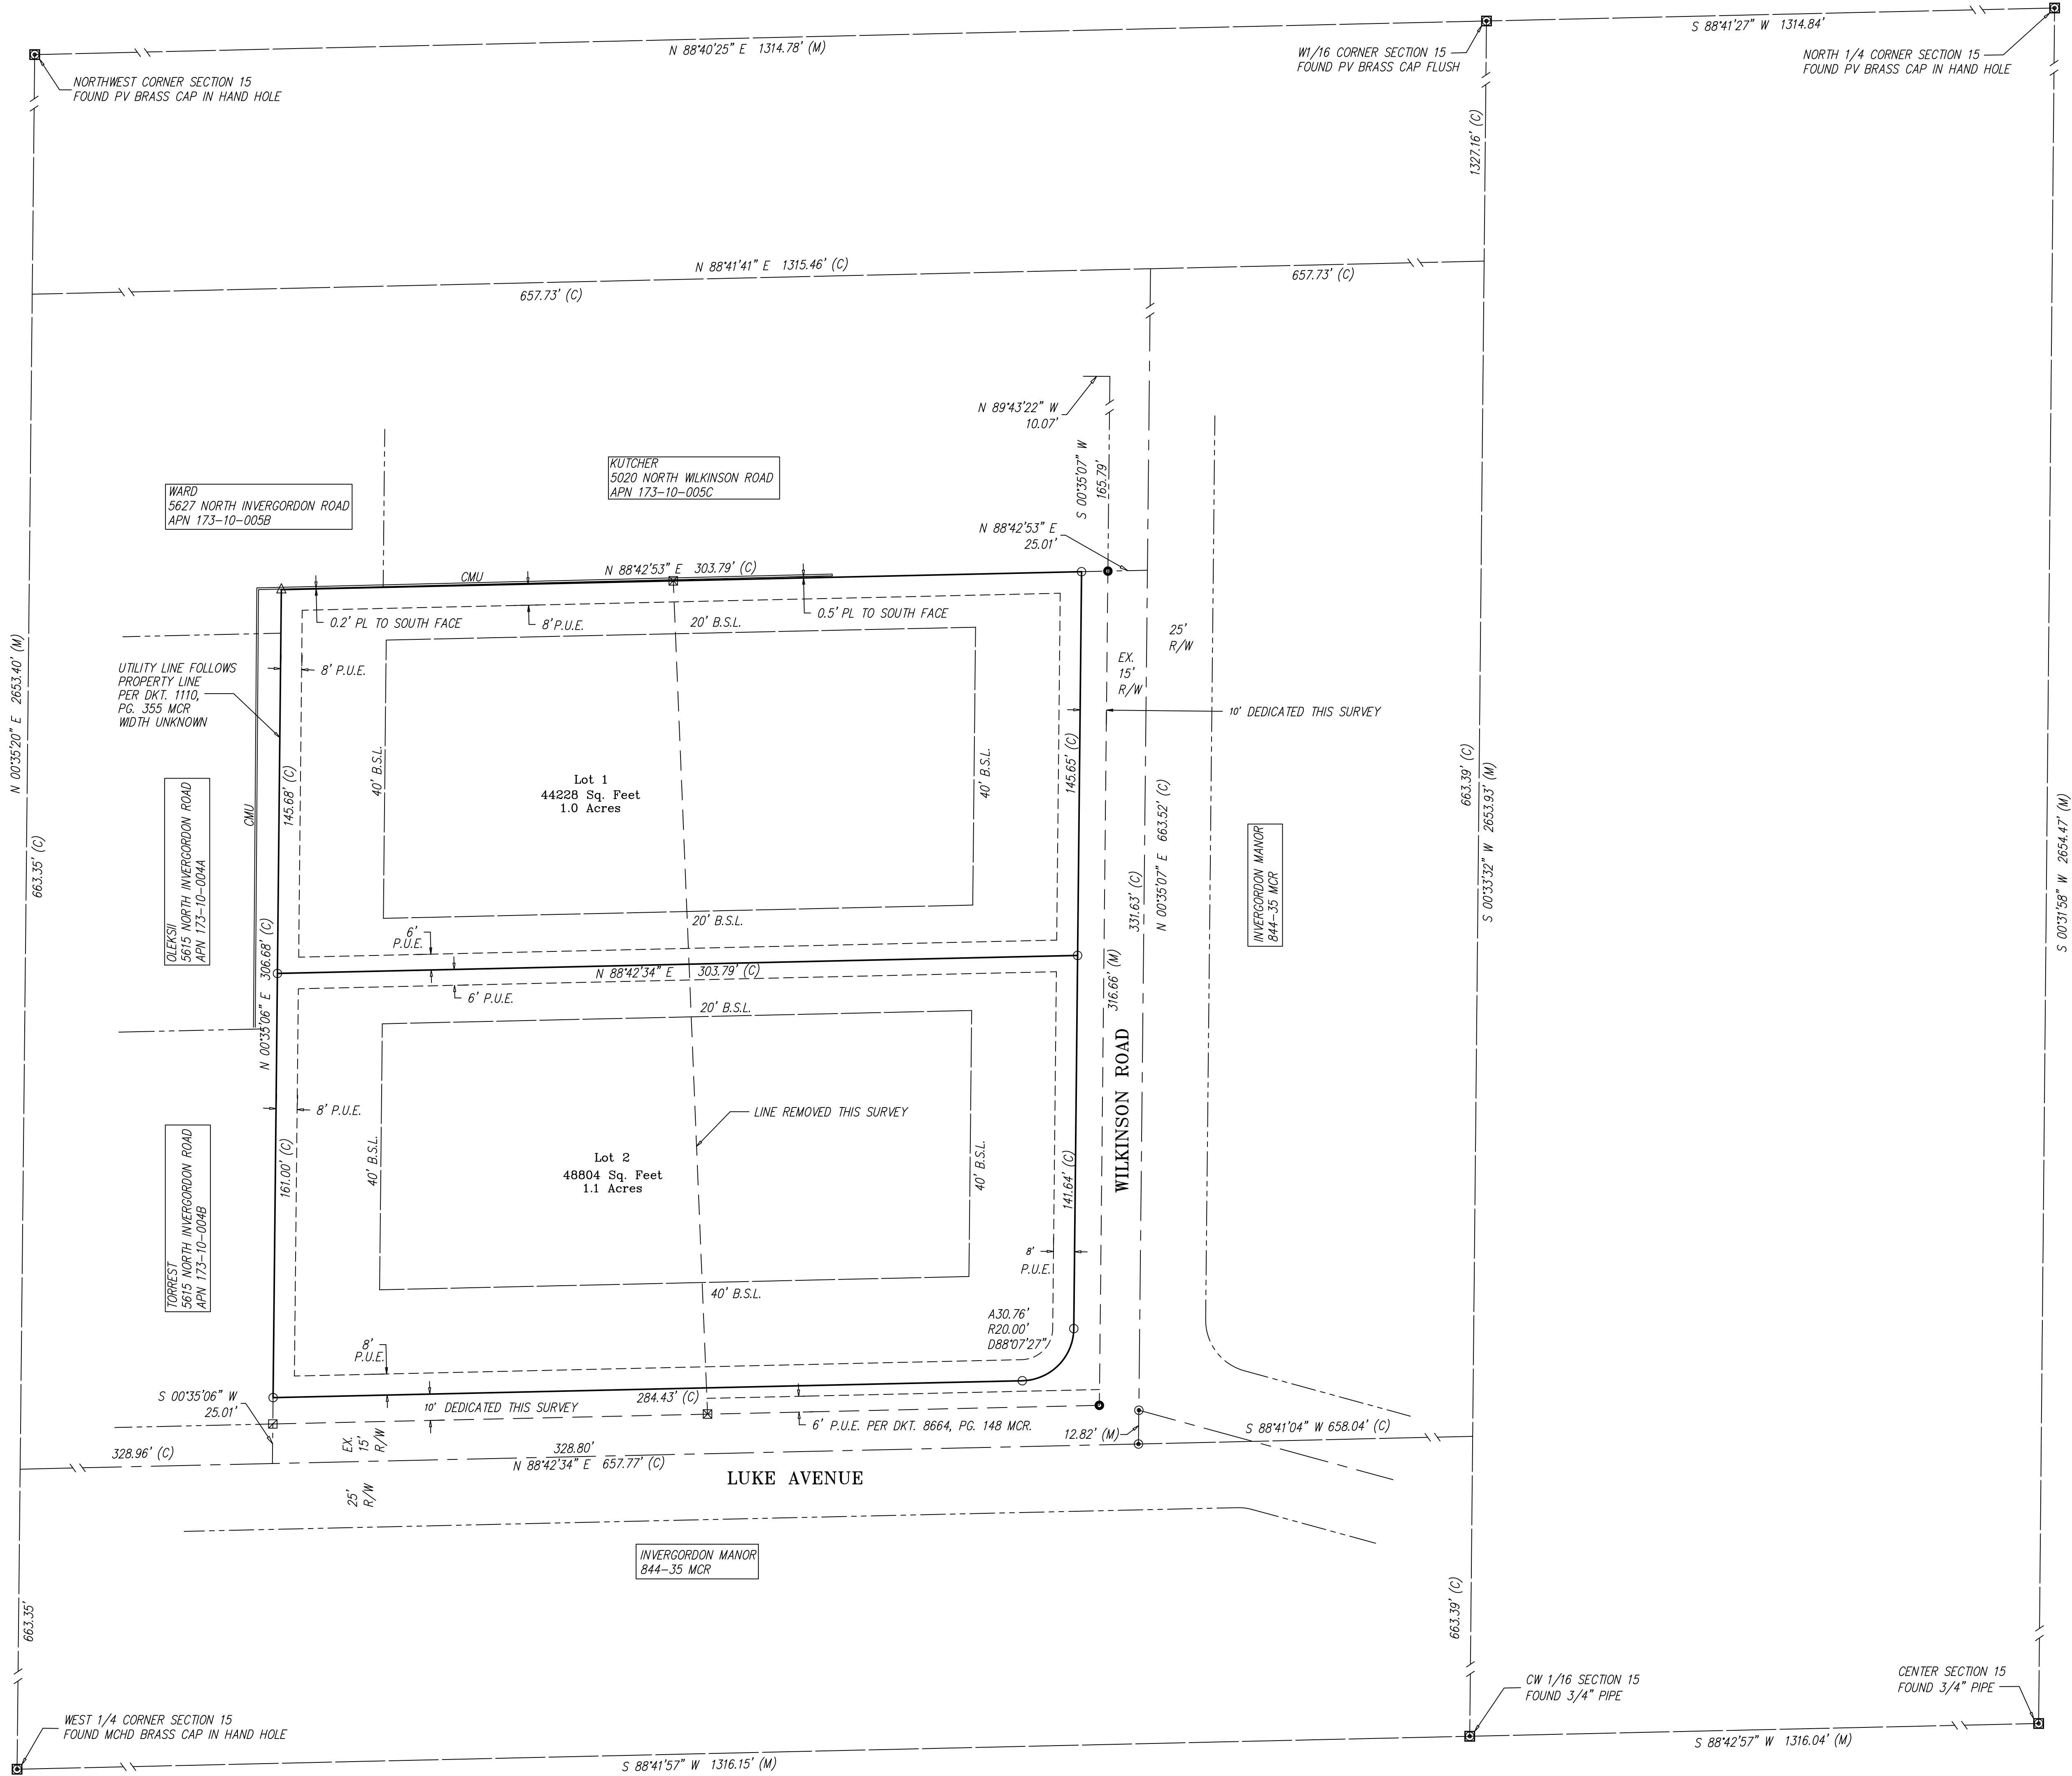 N 88°40'25" E 1314.78' (M)
S 88°41'27" W 1314.84'
W1/16 CORNER SECTION 15
FOUND PV BRASS CAP FLUSH
NORTH 1/4 CORNER SECTION 15
FOUND PV BRASS CAP IN HAND HOLE
NORTHWEST CORNER SECTION 15
FOUND PV BRASS CAP IN HAND HOLE
1327.16' (C)
N 88°41'41" E 1315.46' (C)
657.73' (C)
657.73' (C)
N 89°43'22" W
10.07'
S 00°35'07" W
165.79'
KUTCHER
5020 NORTH WILKINSON ROAD
APN 173-10-005C
WARD
5627 NORTH INVERGORDON ROAD
APN 173-10-005B
N 88°42'53" E
25.01'
CMU
N 88°42'53" E 303.79' (C)
0.2' PL TO SOUTH FACE
8' P.U.E.
20' B.S.L.
0.5' PL TO SOUTH FACE
25'
R/W
EX.
15'
R/W
N 00°35'20" E 2653.40' (M)
663.35' (C)
UTILITY LINE FOLLOWS
PROPERTY LINE
PER DKT. 1110,
PG. 355 MCR
WIDTH UNKNOWN
8' P.U.E.
10' DEDICATED THIS SURVEY
145.68' (C)
40' B.S.L.
Lot 1
44228 Sq. Feet
1.0 Acres
40' B.S.L.
145.65' (C)
CMU
OLEKSII
5615 NORTH INVERGORDON ROAD
APN 173-10-004A
331.63' (C)
N 00°35'07" E 663.52' (C)
INVERGORDON MANOR
844-35 MCR
663.39' (C)
S 00°33'32" W 2653.93' (M)
S 00°31'58" W 2654.47' (M)
20' B.S.L.
6'
P.U.E.
N 88°42'34" E 303.79' (C)
6' P.U.E.
20' B.S.L.
N 00°35'06" E 306.68' (C)
316.66' (M)
WILKINSON ROAD
8' P.U.E.
LINE REMOVED THIS SURVEY
161.00' (C)
40' B.S.L.
Lot 2
48804 Sq. Feet
1.1 Acres
40' B.S.L.
141.64' (C)
TORREST
5615 NORTH INVERGORDON ROAD
APN 173-10-004B
8'
P.U.E.
40' B.S.L.
A30.76'
R20.00'
D88°07'27"
8'
P.U.E.
S 00°35'06" W
25.01'
284.43' (C)
10' DEDICATED THIS SURVEY
6' P.U.E. PER DKT. 8664, PG. 148 MCR.
12.82' (M)
S 88°41'04" W 658.04' (C)
EX.
15'
R/W
328.96' (C)
328.80'
N 88°42'34" E 657.77' (C)
LUKE AVENUE
25'
R/W
INVERGORDON MANOR
844-35 MCR
663.35'
663.39' (C)
CW 1/16 SECTION 15
FOUND 3/4" PIPE
CENTER SECTION 15
FOUND 3/4" PIPE
WEST 1/4 CORNER SECTION 15
FOUND MCHD BRASS CAP IN HAND HOLE
S 88°41'57" W 1316.15' (M)
S 88°42'57" W 1316.04' (M)